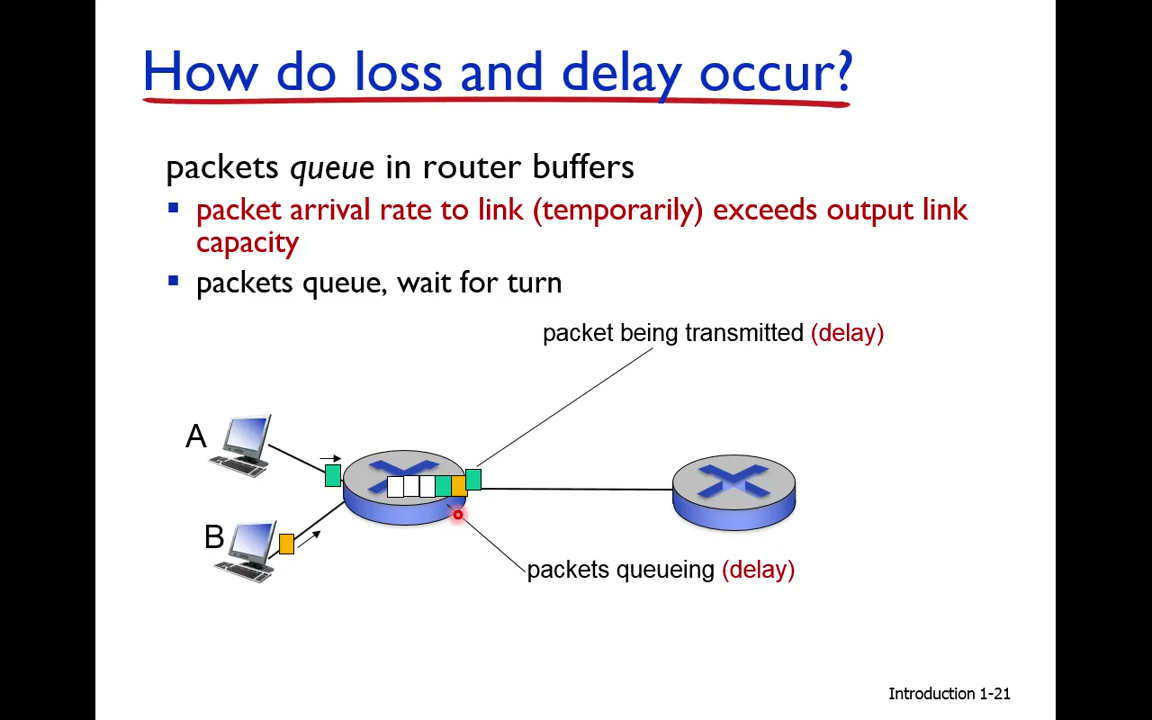 How do loss and delay occur?
packets queue in router buffers
▪ packet arrival rate to link (temporarily) exceeds output link
capacity
▪ packets queue, wait for turn
packet being transmitted (delay)
A
B
packets queueing (delay)
Introduction 1-21